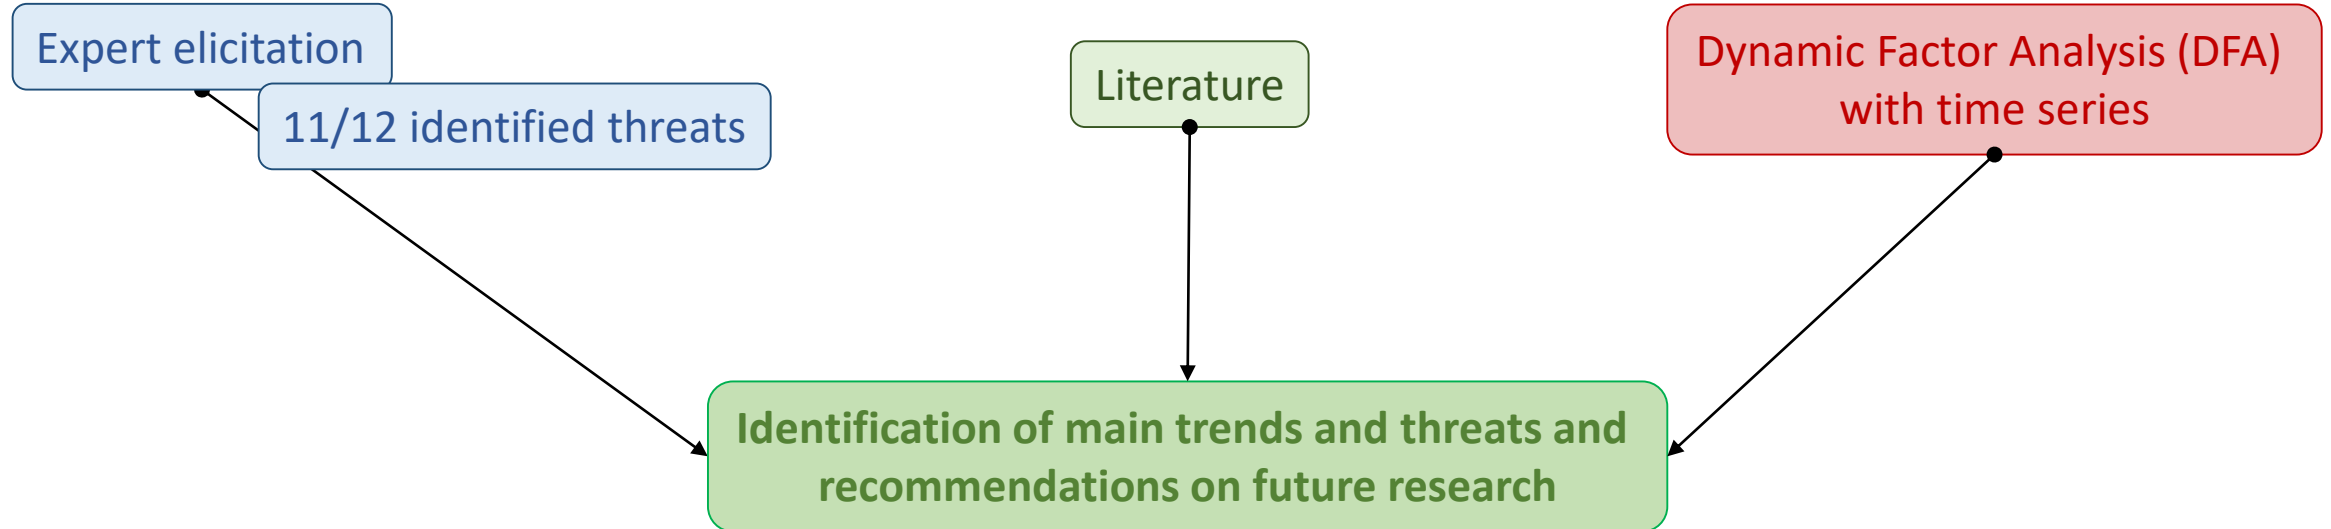 Expert elicitation
11/12 identified threats
Literature
Dynamic Factor Analysis (DFA)
with time series
Identification of main trends and threats and
recommendations on future research